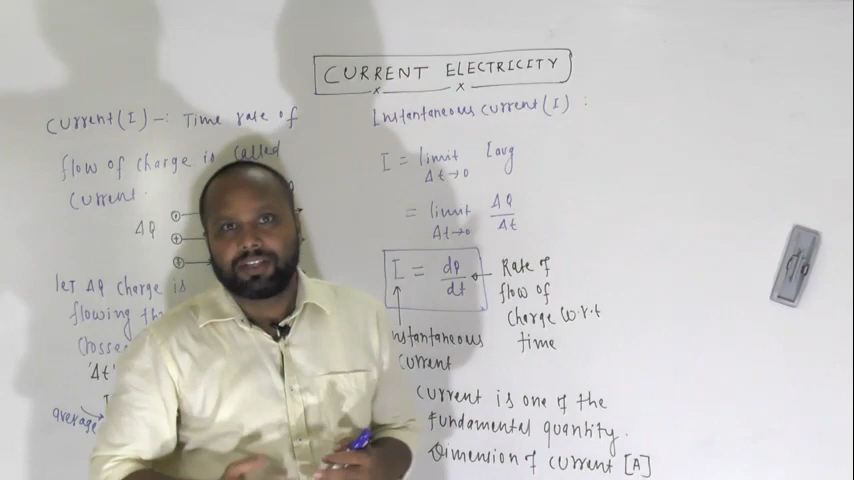 CURRENT ELECTRICITY
Current (I) -: Time rate of
flow of charge is called
current.
ΔQ
let ΔQ charge is
flowing
Crosse
'Δt'
average
Instantaneous current (I) :
I = limit Iavg
Δt→0
= limit ΔQ/Δt
Δt→0
I = dQ/dt
Rate of
flow of
Charge w.r.t
time
nstantaneous
Current
Current is one of the
fundamental quantity.
Dimension of current [A]